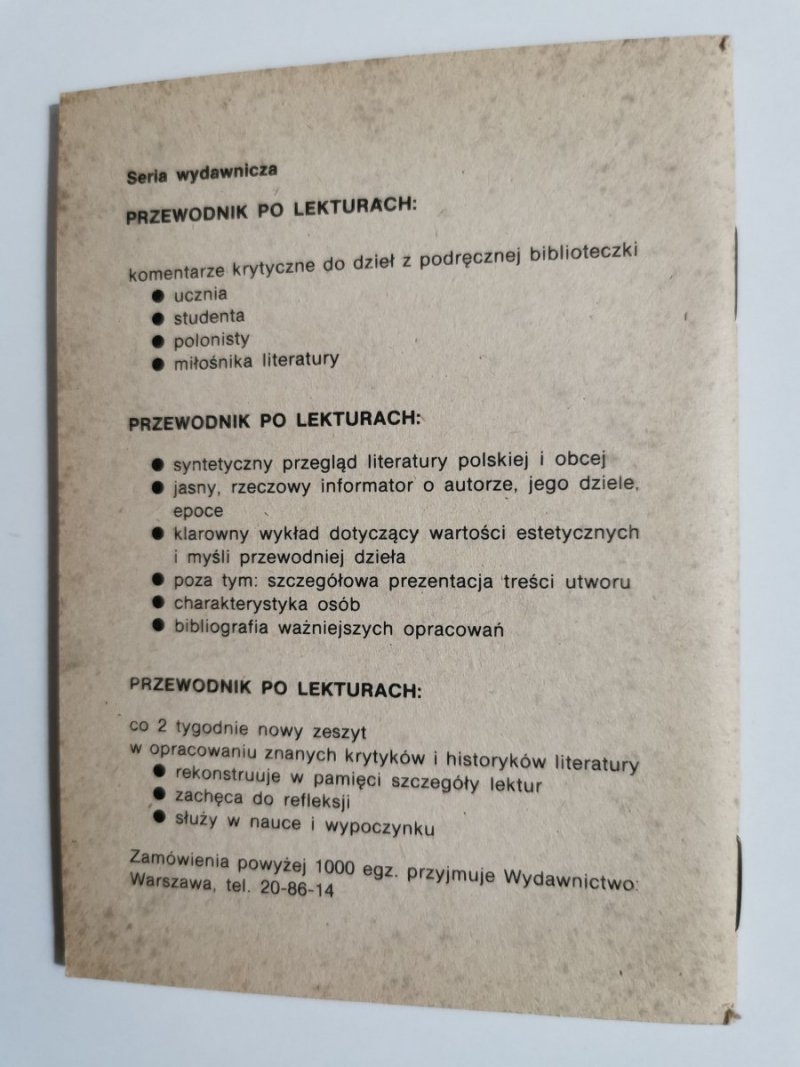 Seria wydawnicza
PRZEWODNIK PO LEKTURACH:
komentarze krytyczne do dzieł z podręcznej biblioteczki
● ucznia
● studenta
● polonisty
● miłośnika literatury
PRZEWODNIK PO LEKTURACH:
● syntetyczny przegląd literatury polskiej i obcej
● jasny, rzeczowy informator o autorze, jego dziele,
epoce
● klarowny wykład dotyczący wartości estetycznych
i myśli przewodniej dzieła
● poza tym: szczegółowa prezentacja treści utworu
● charakterystyka osób
● bibliografia ważniejszych opracowań
PRZEWODNIK PO LEKTURACH:
co 2 tygodnie nowy zeszyt
w opracowaniu znanych krytyków i historyków literatury
● rekonstruuje w pamięci szczegóły lektur
● zachęca do refleksji
● służy w nauce i wypoczynku
Zamówienia powyżej 1000 egz. przyjmuje Wydawnictwo:
Warszawa, tel. 20-86-14